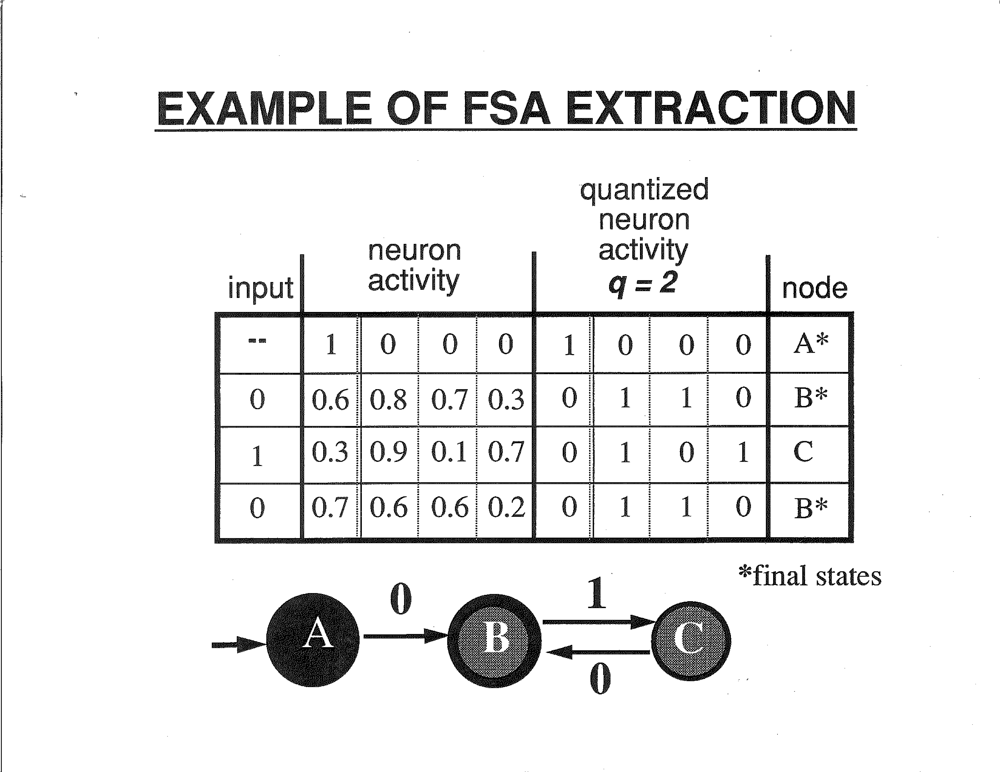 EXAMPLE OF FSA EXTRACTION
quantized
neuron
activity
q = 2
neuron
activity
input
node
-- 1 0 0 0 1 0 0 0 A*
0 0.6 0.8 0.7 0.3 0 1 1 0 B*
1 0.3 0.9 0.1 0.7 0 1 0 1 C
0 0.7 0.6 0.6 0.2 0 1 1 0 B*
*final states
0 1
A B C
0